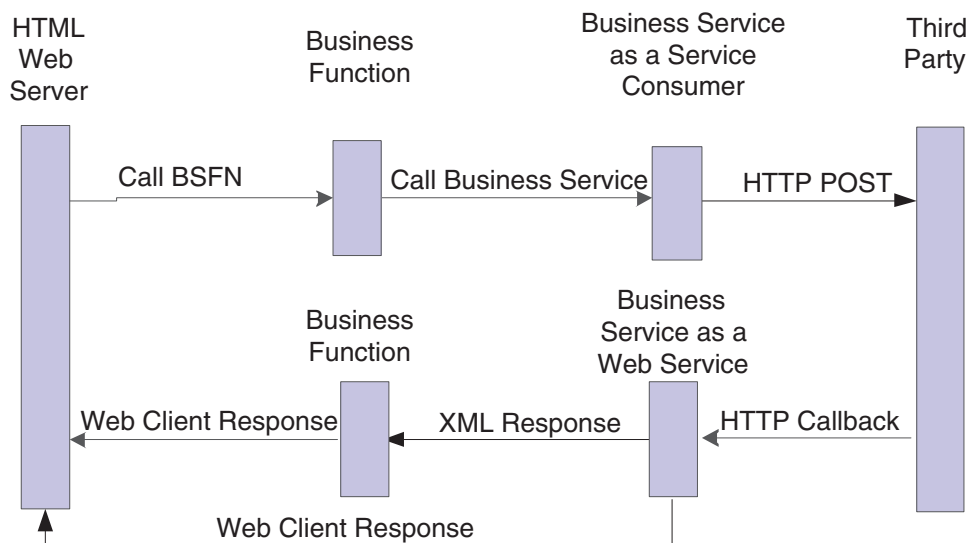 HTML
Web
Server
Business
Function
Business Service
as a Service
Consumer
Third
Party
Call BSFN
Call Business Service
HTTP POST
Business
Function
Business
Service as a
Web Service
Web Client Response
XML Response
HTTP Callback
Web Client Response